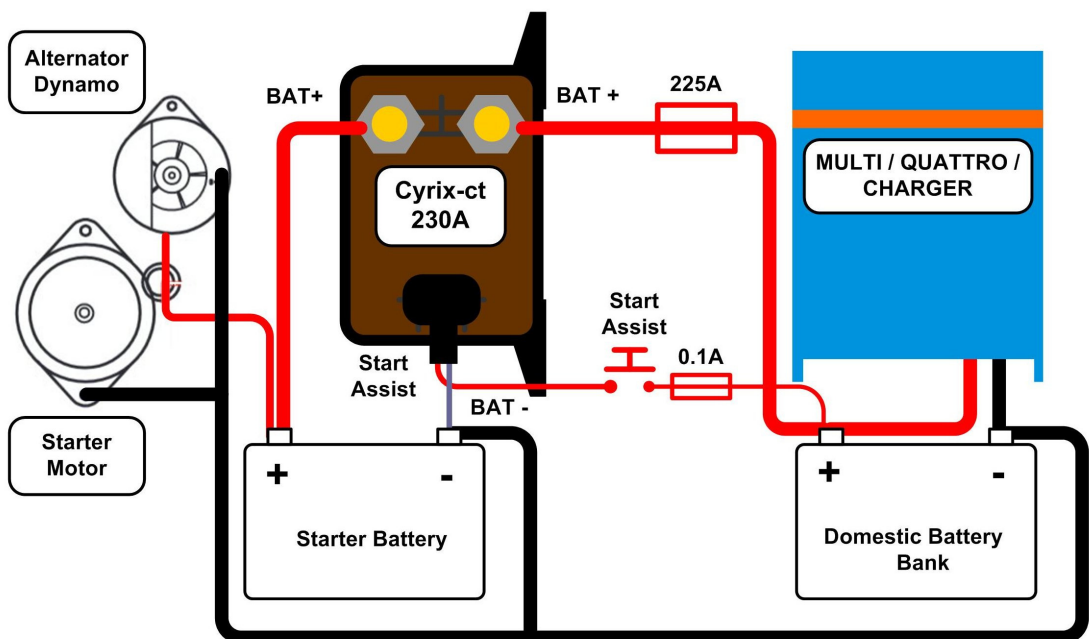 Alternator
Dynamo
BAT+
BAT +
225A
MULTI / QUATTRO /
CHARGER
Cyrix-ct
230A
Start
Assist
Start
Assist
0.1A
BAT -
Starter
Motor
+
-
Starter Battery
+
-
Domestic Battery
Bank